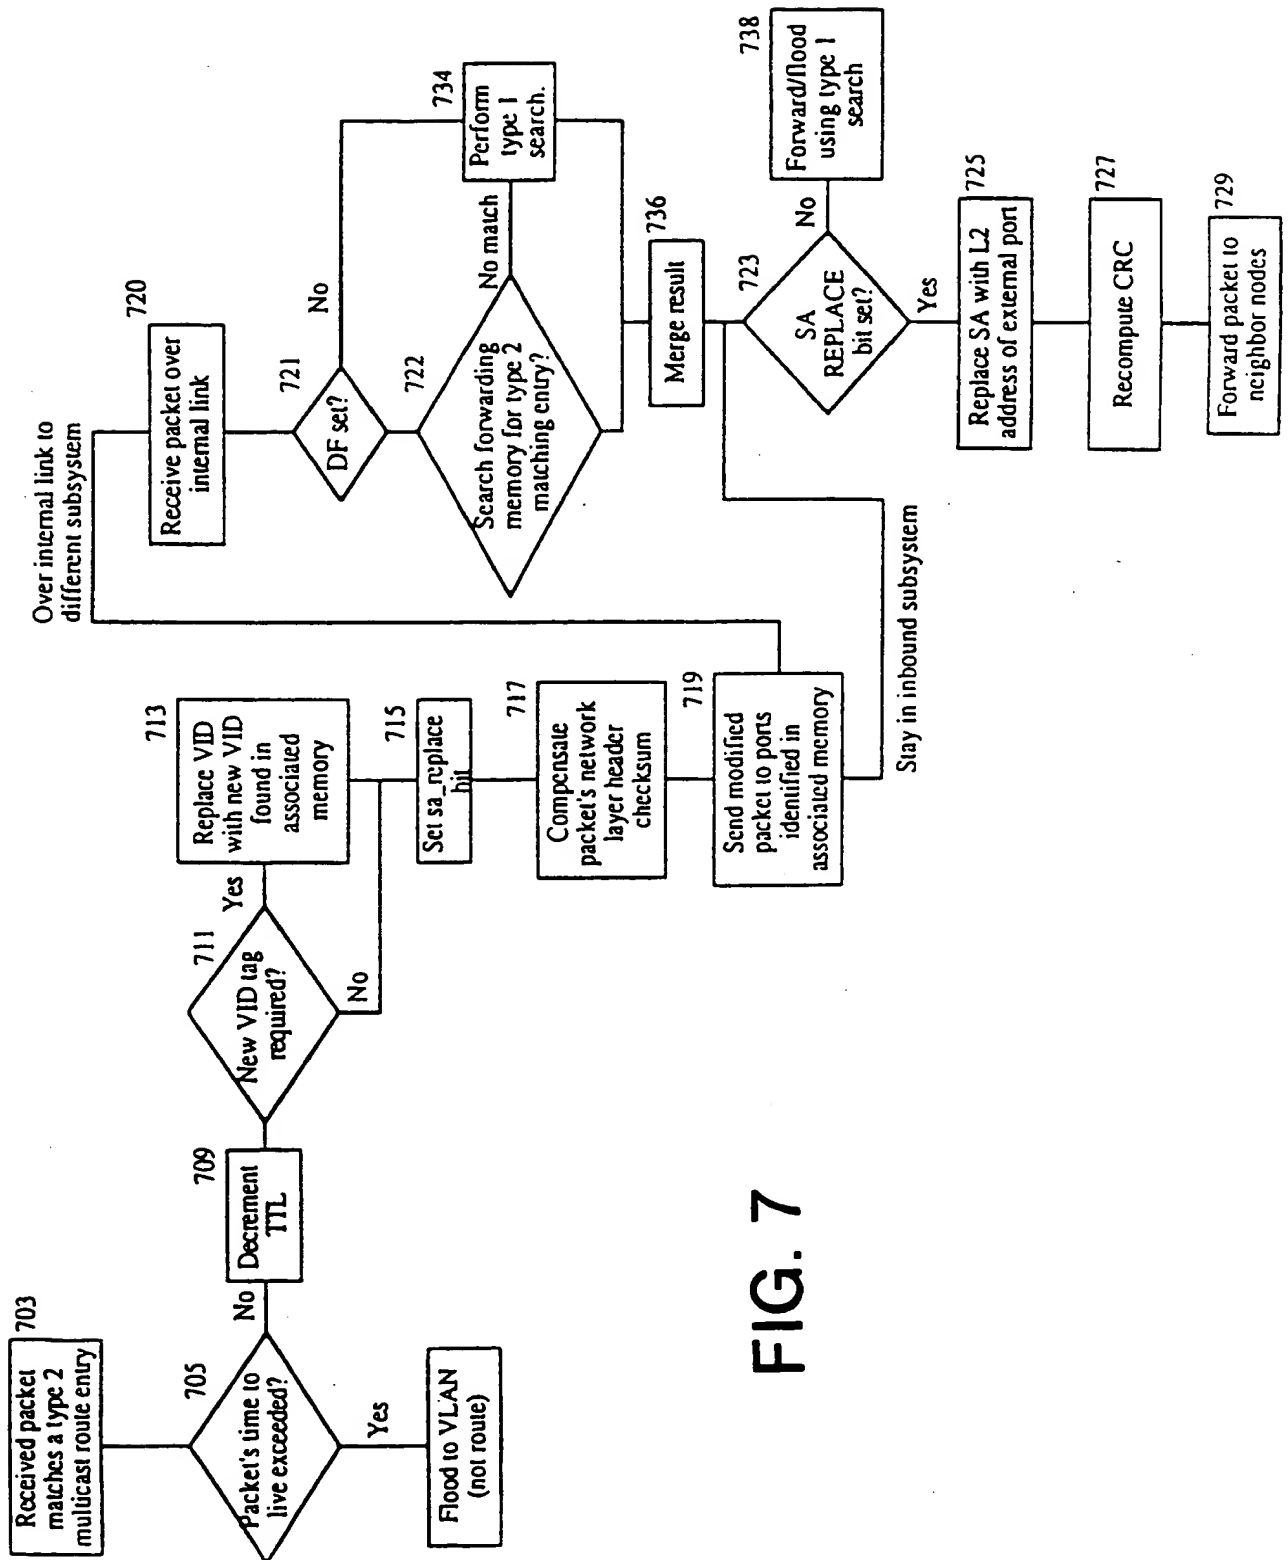 703
Received packet
matches a type 2
multicast route entry
705
Packet's time to
live exceeded?
Yes
Flood to VLAN
(not route)
No
709
Decrement
TTL
711
New VID tag
required?
Yes
No
713
Replace VID
with new VID
found in
associated
memory
715
Set sa_replace
bit
717
Compensate
packet's network
layer header
checksum
719
Send modified
packet to ports
identified in
associated memory
Over internal link to
different subsystem
Stay in inbound subsystem
720
Receive packet over
internal link
721
DF set?
No
722
Search forwarding
memory for type 2
matching entry?
No match
734
Perform
type 1
search.
736
Merge result
723
SA
REPLACE
bit set?
No
738
Forward/flood
using type 1
search
Yes
725
Replace SA with L2
address of external port
727
Recompute CRC
729
Forward packet to
neighbor nodes
FIG. 7